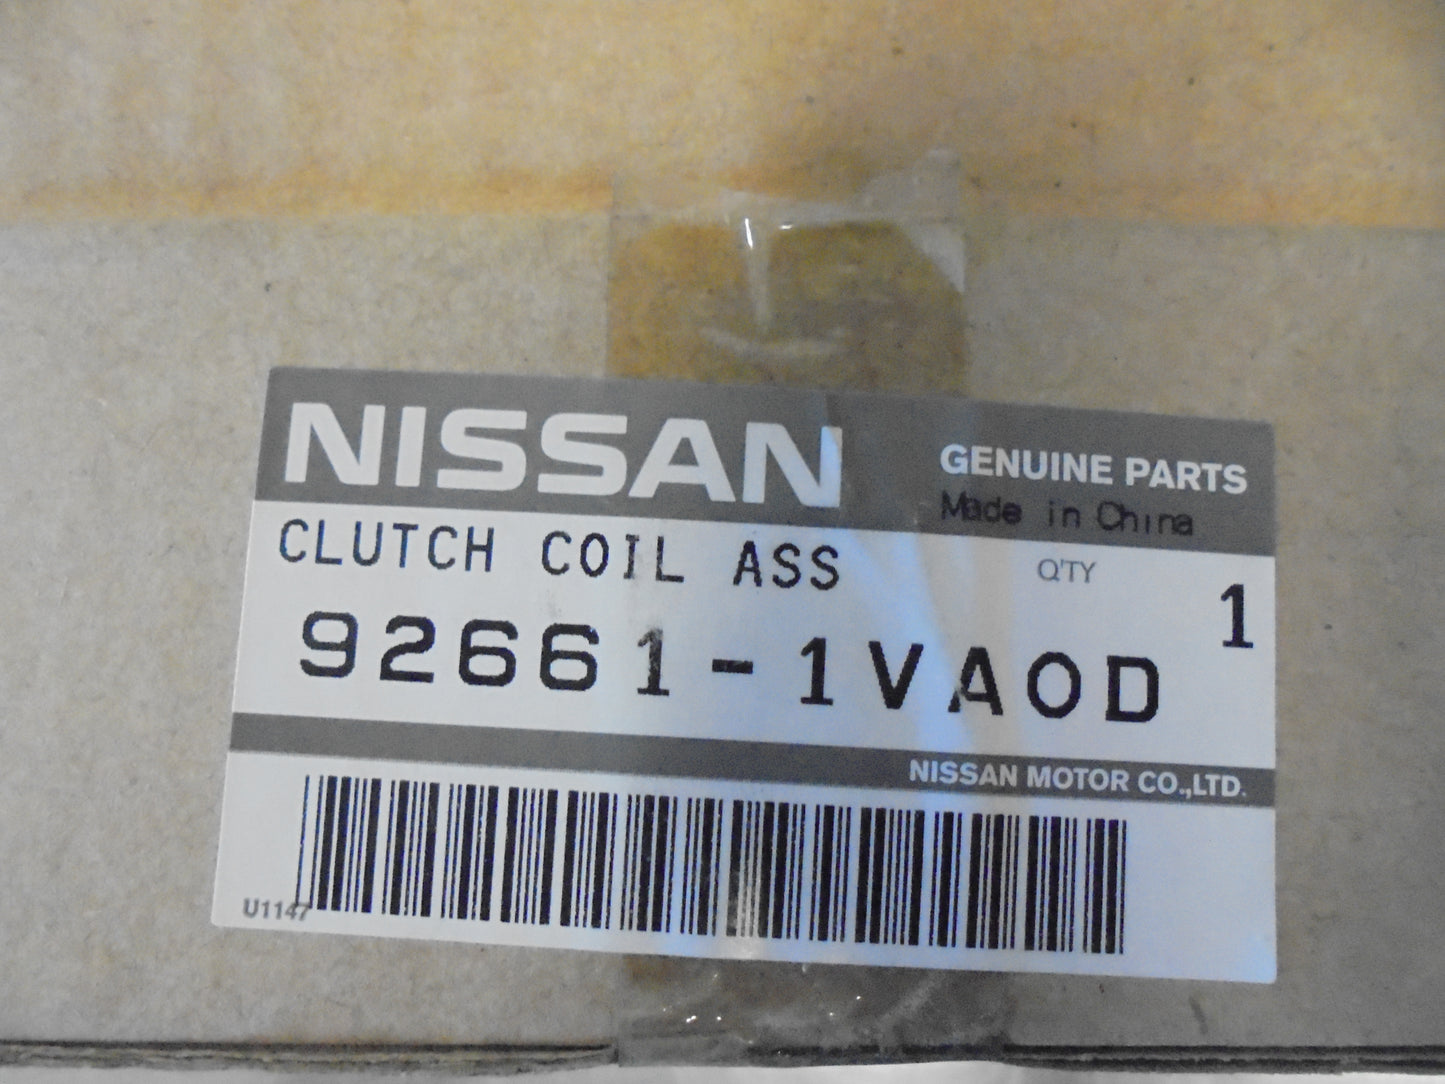 NISSAN
GENUINE PARTS
Made in China
CLUTCH COIL ASS
Q'TY
1
92661-1VA0D
NISSAN MOTOR CO.,LTD.
U1147